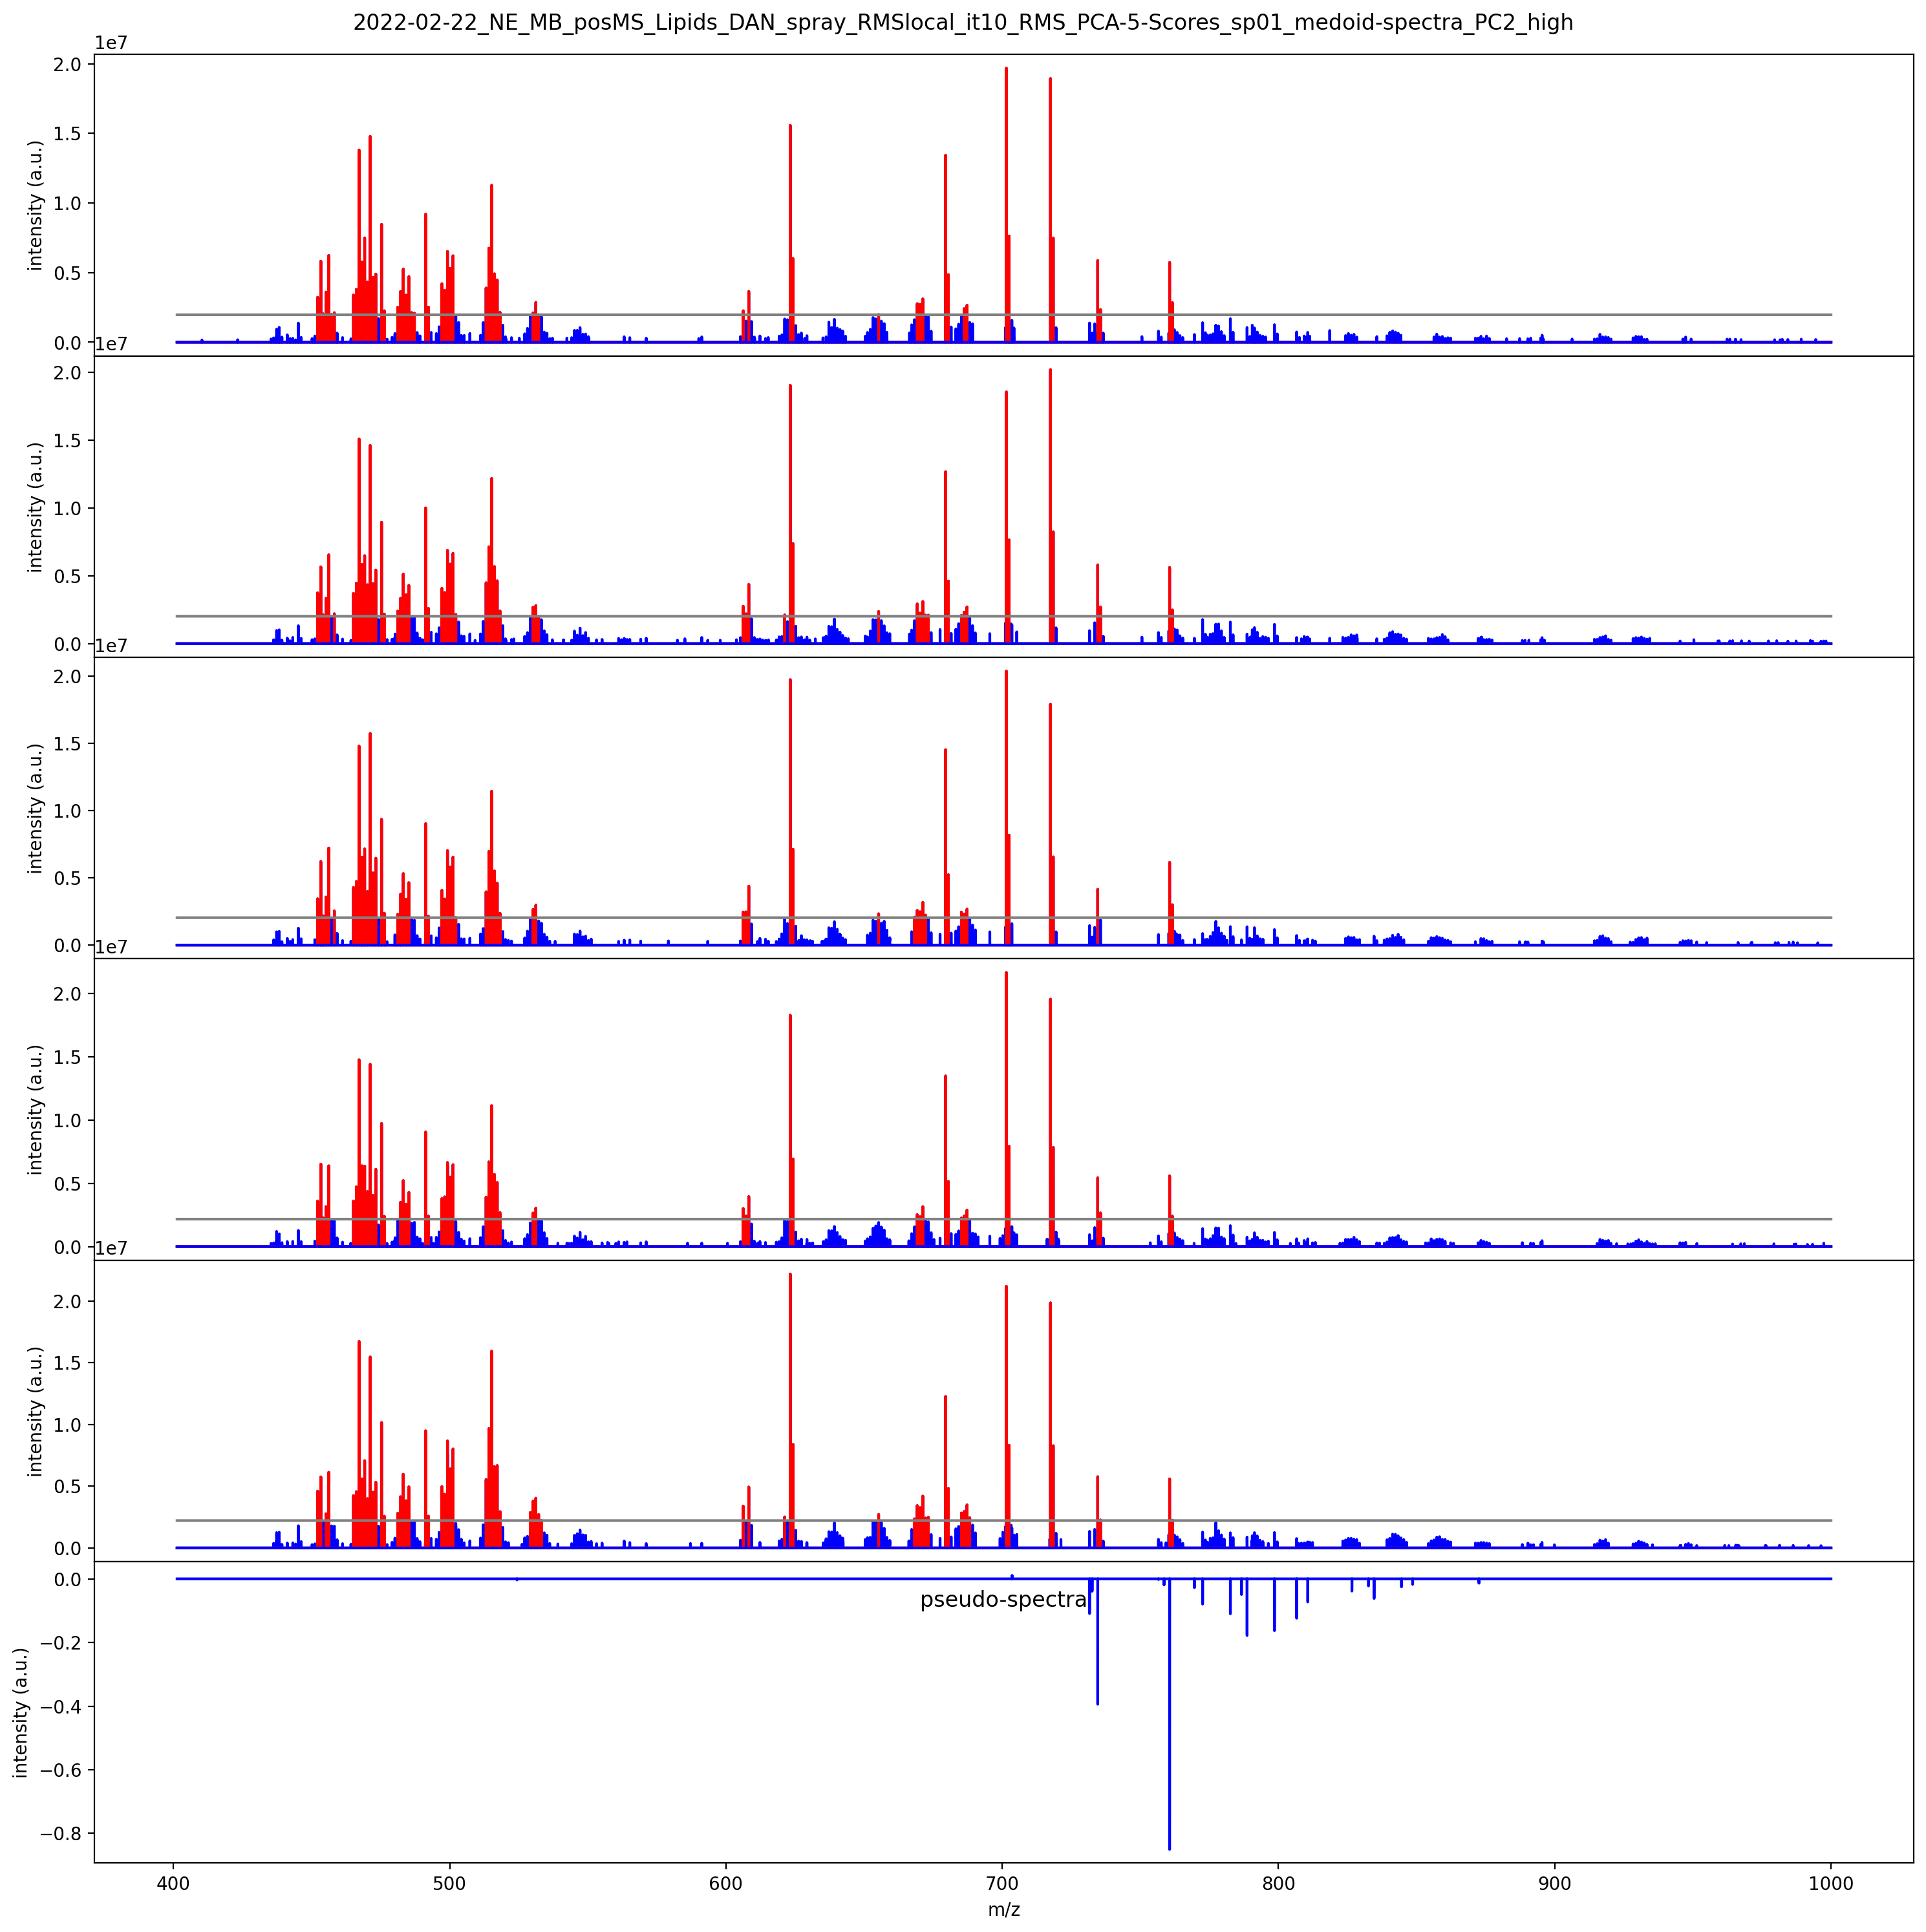 2022-02-22_NE_MB_posMS_Lipids_DAN_spray_RMSlocal_it10_RMS_PCA-5-Scores_sp01_medoid-spectra_PC2_high
1e7
2.0
1.5
1.0
0.5
0.0
intensity (a.u.)
1e7
2.0
1.5
1.0
0.5
0.0
intensity (a.u.)
1e7
2.0
1.5
1.0
0.5
0.0
intensity (a.u.)
1e7
2.0
1.5
1.0
0.5
0.0
intensity (a.u.)
1e7
2.0
1.5
1.0
0.5
0.0
intensity (a.u.)
0.0
−0.2
−0.4
−0.6
−0.8
intensity (a.u.)
pseudo-spectra
400 500 600 700 800 900 1000
m/z